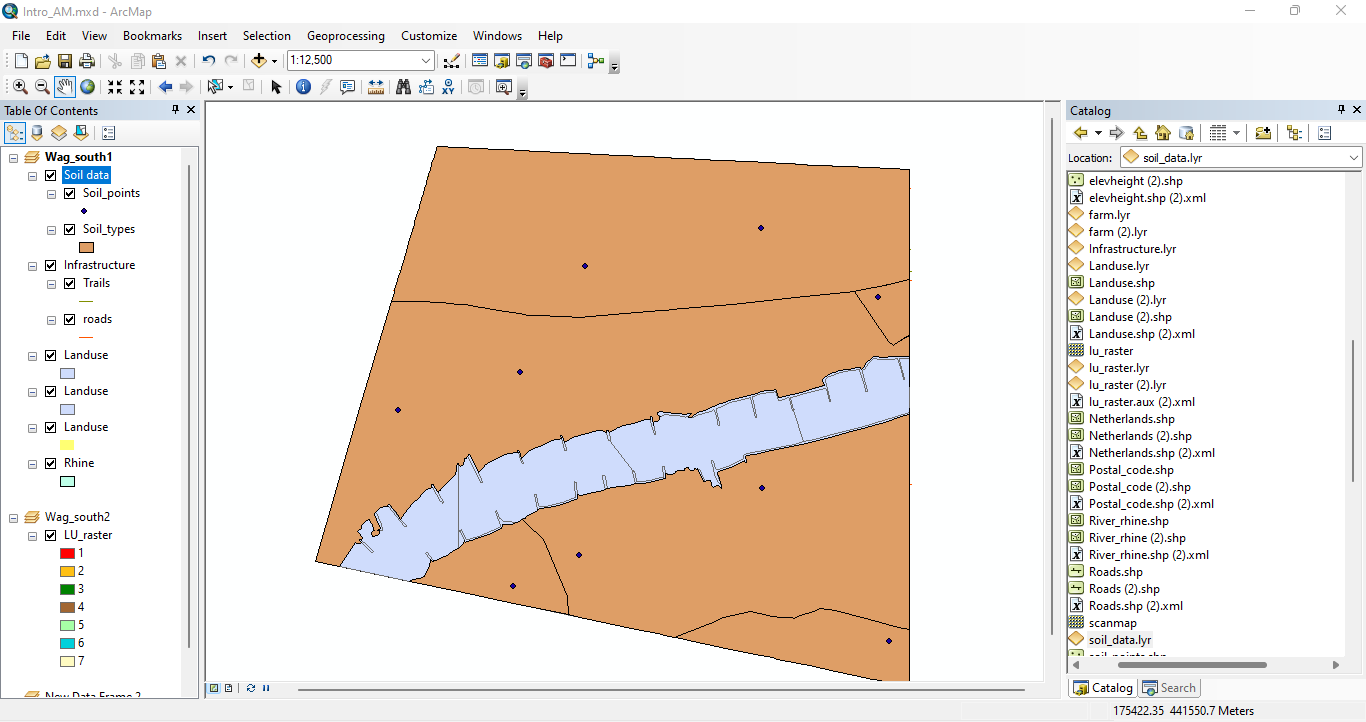 Intro_AM.mxd - ArcMap
File Edit View Bookmarks Insert Selection Geoprocessing Customize Windows Help
1:12,500
Table Of Contents
Wag_south1
Soil data
Soil_points
Soil_types
Infrastructure
Trails
roads
Landuse
Landuse
Landuse
Rhine
Wag_south2
LU_raster
1
2
3
4
5
6
7
New Data Frame 2
Catalog
Location: soil_data.lyr
elevheight (2).shp
elevheight.shp (2).xml
farm.lyr
farm (2).lyr
Infrastructure.lyr
Landuse.lyr
Landuse.shp
Landuse (2).lyr
Landuse (2).shp
Landuse.shp (2).xml
lu_raster
lu_raster.lyr
lu_raster (2).lyr
lu_raster.aux (2).xml
Netherlands.shp
Netherlands (2).shp
Netherlands.shp (2).xml
Postal_code.shp
Postal_code (2).shp
Postal_code.shp (2).xml
River_rhine.shp
River_rhine (2).shp
River_rhine.shp (2).xml
Roads.shp
Roads (2).shp
Roads.shp (2).xml
scanmap
soil_data.lyr
soil_points.shp
Catalog Search
175422.35 441550.7 Meters